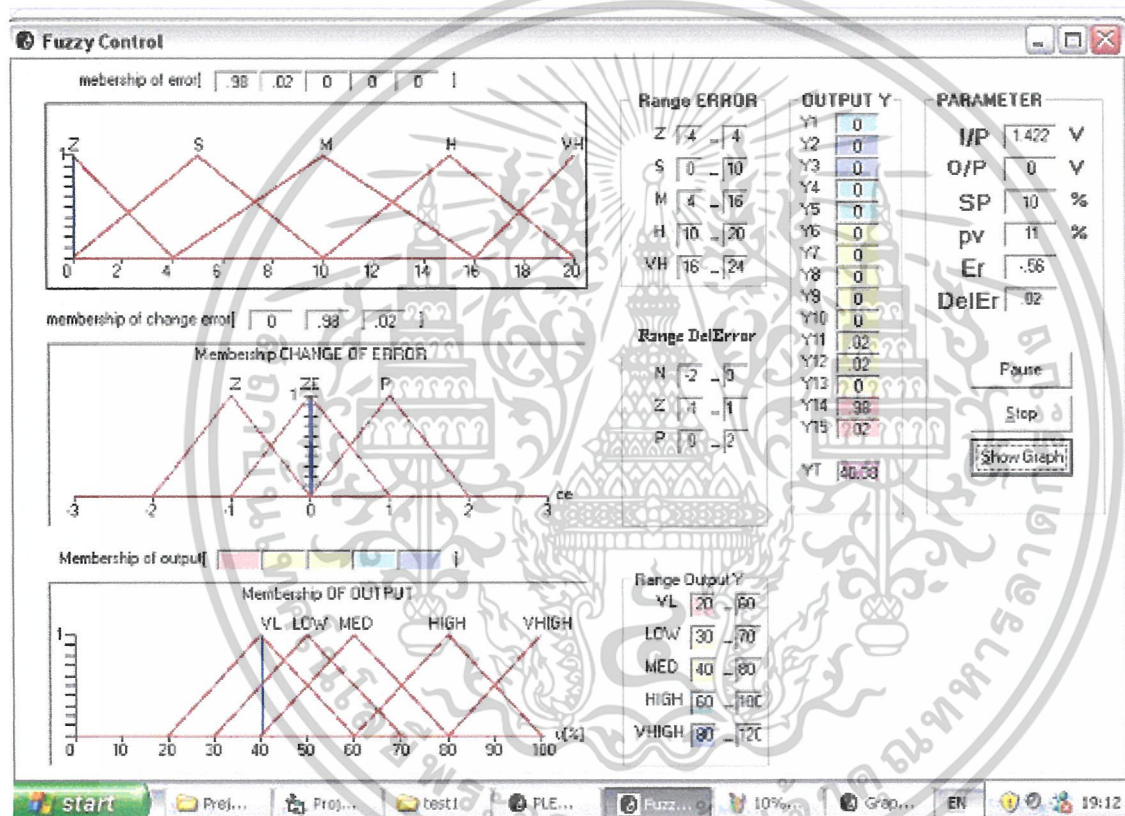 Fuzzy Control
mebership of error[ .98 .02 0 0 0 ]
Z S M H VH
1
0 2 4 6 8 10 12 14 16 18 20
membership of change error[ 0 .98 .02 ]
Membership CHANGE OF ERROR
Z ZE P
1
-3 -2 -1 0 1 2 3
ce
Membership of output[ ]
Membership OF OUTPUT
VL LOW MED HIGH VHIGH
1
0 10 20 30 40 50 60 70 80 90 100
u[%]
Range ERROR
Z -4 _ 4
S 0 _ 10
M 4 _ 16
H 10 _ 20
VH 16 _ 24
Range DelError
N -2 _ 0
Z -1 _ 1
P 0 _ 2
Range Output Y
VL 20 _ 60
LOW 30 _ 70
MED 40 _ 80
HIGH 60 _ 100
VHIGH 80 _ 120
OUTPUT Y
Y1 0
Y2 0
Y3 0
Y4 0
Y5 0
Y6 0
Y7 0
Y8 0
Y9 0
Y10 0
Y11 .02
Y12 .02
Y13 0
Y14 .98
Y15 .02
YT
PARAMETER
I/P 1.422 V
O/P 0 V
SP 10 %
pv 11 %
Er -.56
DelEr .02
Pause
Stop
Show Graph
start
Prej...
Proj...
test1
PLE...
Fuzz...
10%...
Grap...
EN
19:12